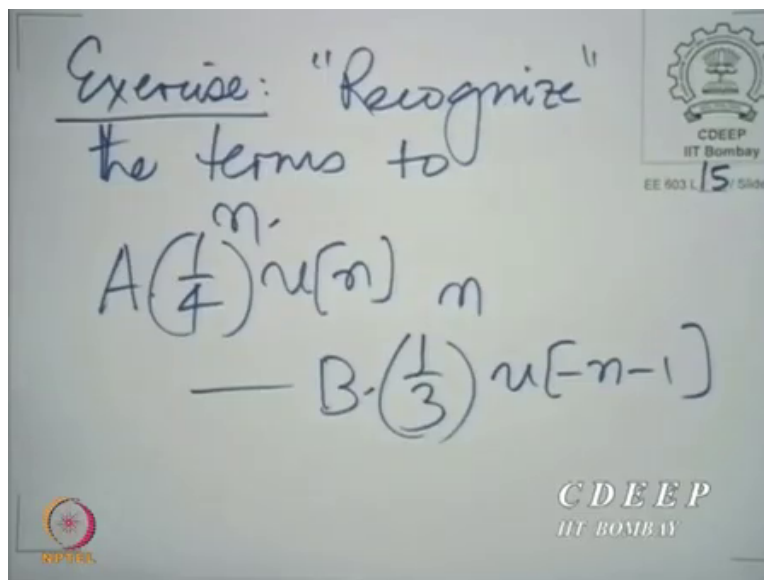 Exercise: "Recognize"
the terms to
A(1/4)^n. u[n]
— B.(1/3)^n u[-n-1]
CDEEP
IIT Bombay
EE 603 L 15 / Slide
CDEEP
IIT BOMBAY
NPTEL